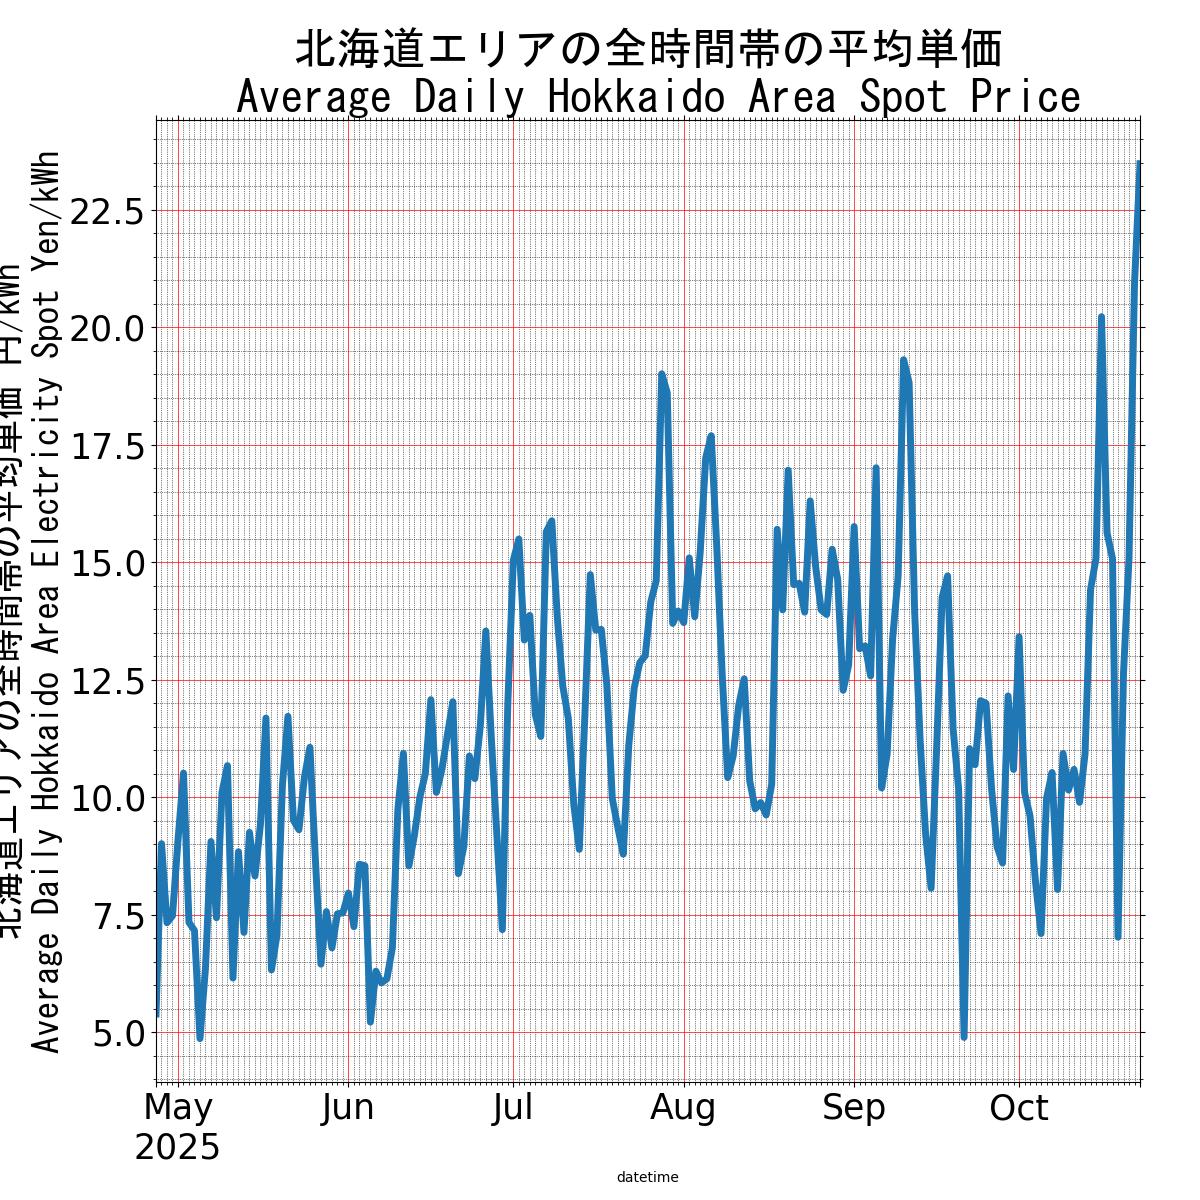 北海道エリアの全時間帯の平均単価
Average Daily Hokkaido Area Spot Price
北海道エリアの全時間帯の平均単価 円/kWh
Average Daily Hokkaido Area Electricity Spot Yen/kWh
22.5
20.0
17.5
15.0
12.5
10.0
7.5
5.0
May Jun Jul Aug Sep Oct
2025
datetime